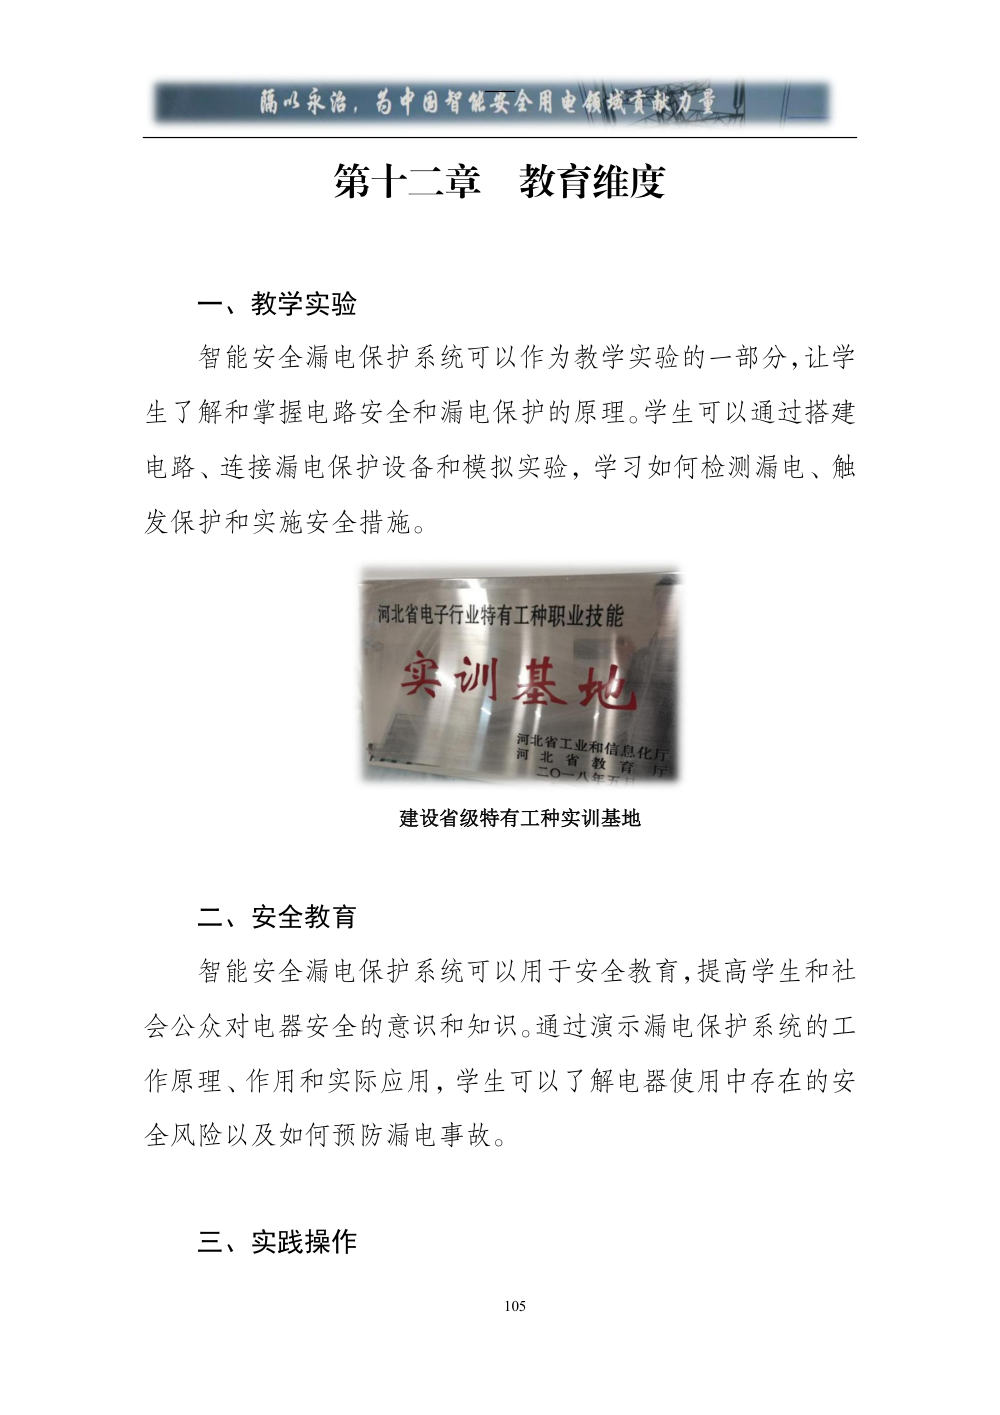 隔以永治，为中国智能安全用电领域贡献力量
第十二章　教育维度
一、教学实验
智能安全漏电保护系统可以作为教学实验的一部分，让学
生了解和掌握电路安全和漏电保护的原理。学生可以通过搭建
电路、连接漏电保护设备和模拟实验，学习如何检测漏电、触
发保护和实施安全措施。
河北省电子行业特有工种职业技能
实训基地
河北省工业和信息化厅
河北省教育厅
二〇一八年五月
建设省级特有工种实训基地
二、安全教育
智能安全漏电保护系统可以用于安全教育，提高学生和社
会公众对电器安全的意识和知识。通过演示漏电保护系统的工
作原理、作用和实际应用，学生可以了解电器使用中存在的安
全风险以及如何预防漏电事故。
三、实践操作
105